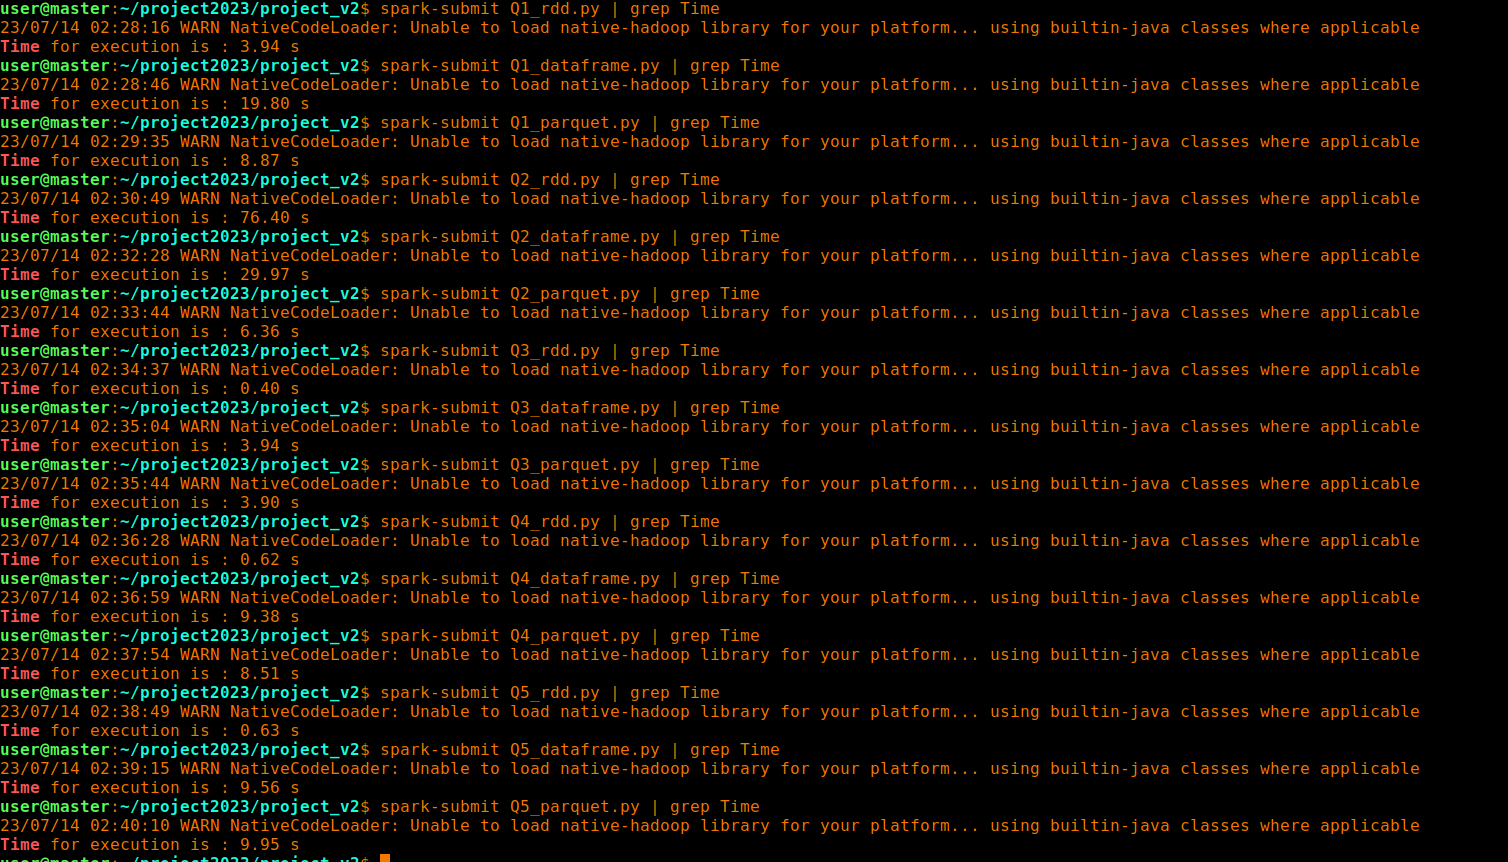 user@master:~/project2023/project_v2$ spark-submit Q1_rdd.py | grep Time
23/07/14 02:28:16 WARN NativeCodeLoader: Unable to load native-hadoop library for your platform... using builtin-java classes where applicable
Time for execution is : 3.94 s
user@master:~/project2023/project_v2$ spark-submit Q1_dataframe.py | grep Time
23/07/14 02:28:46 WARN NativeCodeLoader: Unable to load native-hadoop library for your platform... using builtin-java classes where applicable
Time for execution is : 19.80 s
user@master:~/project2023/project_v2$ spark-submit Q1_parquet.py | grep Time
23/07/14 02:29:35 WARN NativeCodeLoader: Unable to load native-hadoop library for your platform... using builtin-java classes where applicable
Time for execution is : 8.87 s
user@master:~/project2023/project_v2$ spark-submit Q2_rdd.py | grep Time
23/07/14 02:30:49 WARN NativeCodeLoader: Unable to load native-hadoop library for your platform... using builtin-java classes where applicable
Time for execution is : 76.40 s
user@master:~/project2023/project_v2$ spark-submit Q2_dataframe.py | grep Time
23/07/14 02:32:28 WARN NativeCodeLoader: Unable to load native-hadoop library for your platform... using builtin-java classes where applicable
Time for execution is : 29.97 s
user@master:~/project2023/project_v2$ spark-submit Q2_parquet.py | grep Time
23/07/14 02:33:44 WARN NativeCodeLoader: Unable to load native-hadoop library for your platform... using builtin-java classes where applicable
Time for execution is : 6.36 s
user@master:~/project2023/project_v2$ spark-submit Q3_rdd.py | grep Time
23/07/14 02:34:37 WARN NativeCodeLoader: Unable to load native-hadoop library for your platform... using builtin-java classes where applicable
Time for execution is : 0.40 s
user@master:~/project2023/project_v2$ spark-submit Q3_dataframe.py | grep Time
23/07/14 02:35:04 WARN NativeCodeLoader: Unable to load native-hadoop library for your platform... using builtin-java classes where applicable
Time for execution is : 3.94 s
user@master:~/project2023/project_v2$ spark-submit Q3_parquet.py | grep Time
23/07/14 02:35:44 WARN NativeCodeLoader: Unable to load native-hadoop library for your platform... using builtin-java classes where applicable
Time for execution is : 3.90 s
user@master:~/project2023/project_v2$ spark-submit Q4_rdd.py | grep Time
23/07/14 02:36:28 WARN NativeCodeLoader: Unable to load native-hadoop library for your platform... using builtin-java classes where applicable
Time for execution is : 0.62 s
user@master:~/project2023/project_v2$ spark-submit Q4_dataframe.py | grep Time
23/07/14 02:36:59 WARN NativeCodeLoader: Unable to load native-hadoop library for your platform... using builtin-java classes where applicable
Time for execution is : 9.38 s
user@master:~/project2023/project_v2$ spark-submit Q4_parquet.py | grep Time
23/07/14 02:37:54 WARN NativeCodeLoader: Unable to load native-hadoop library for your platform... using builtin-java classes where applicable
Time for execution is : 8.51 s
user@master:~/project2023/project_v2$ spark-submit Q5_rdd.py | grep Time
23/07/14 02:38:49 WARN NativeCodeLoader: Unable to load native-hadoop library for your platform... using builtin-java classes where applicable
Time for execution is : 0.63 s
user@master:~/project2023/project_v2$ spark-submit Q5_dataframe.py | grep Time
23/07/14 02:39:15 WARN NativeCodeLoader: Unable to load native-hadoop library for your platform... using builtin-java classes where applicable
Time for execution is : 9.56 s
user@master:~/project2023/project_v2$ spark-submit Q5_parquet.py | grep Time
23/07/14 02:40:10 WARN NativeCodeLoader: Unable to load native-hadoop library for your platform... using builtin-java classes where applicable
Time for execution is : 9.95 s
user@master:~/project2023/project_v2$